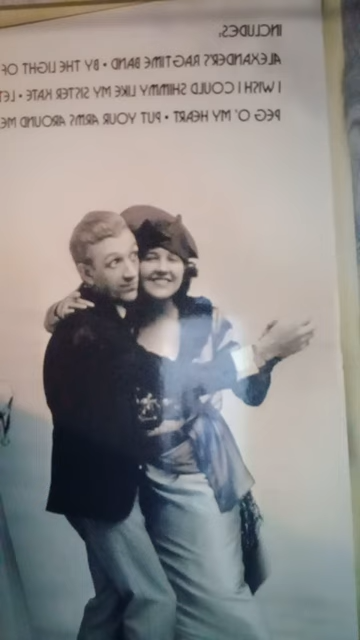 INCLUDES:
ALEXANDER'S RAGTIME BAND • BY THE LIGHT OF
I WISH I COULD SHIMMY LIKE MY SISTER KATE • LET
PEG O' MY HEART • PUT YOUR ARMS AROUND ME